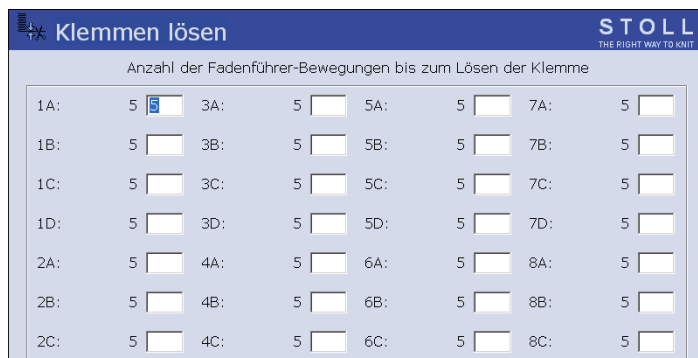 Klemmen lösen
STOLL
THE RIGHT WAY TO KNIT
Anzahl der Fadenführer-Bewegungen bis zum Lösen der Klemme
1A: 5 5 3A: 5 5A: 5 7A: 5
1B: 5 3B: 5 5B: 5 7B: 5
1C: 5 3C: 5 5C: 5 7C: 5
1D: 5 3D: 5 5D: 5 7D: 5
2A: 5 4A: 5 6A: 5 8A: 5
2B: 5 4B: 5 6B: 5 8B: 5
2C: 5 4C: 5 6C: 5 8C: 5